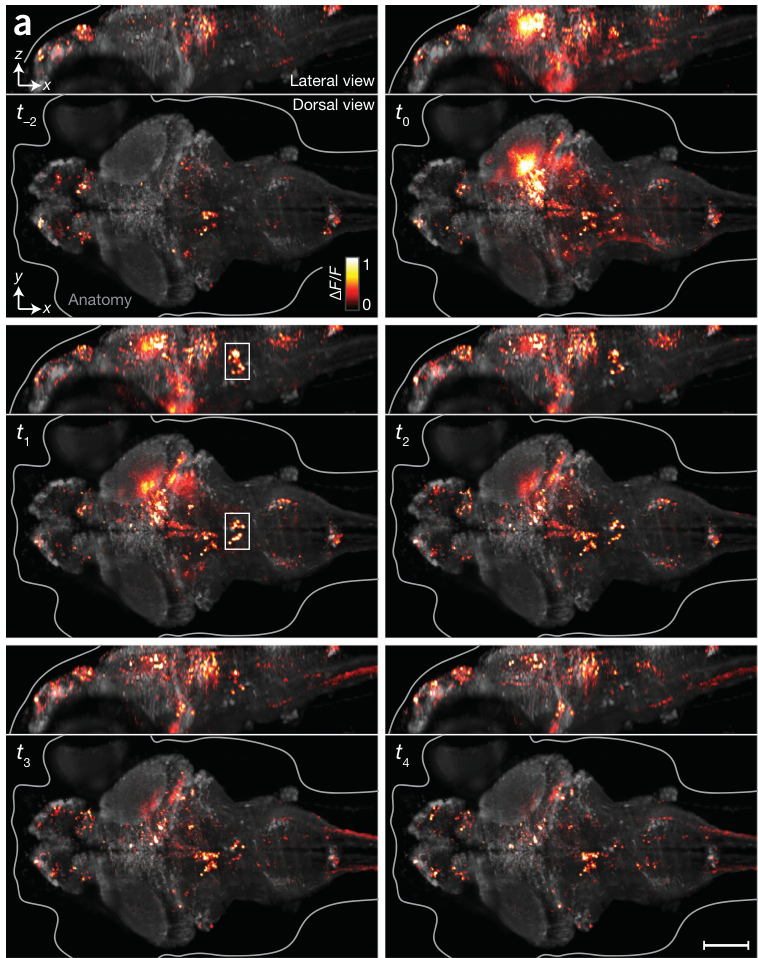 a
z
x
Lateral view
Dorsal view
t–2
t0
y
x
Anatomy
ΔF/F
1
0
t1
t2
t3
t4